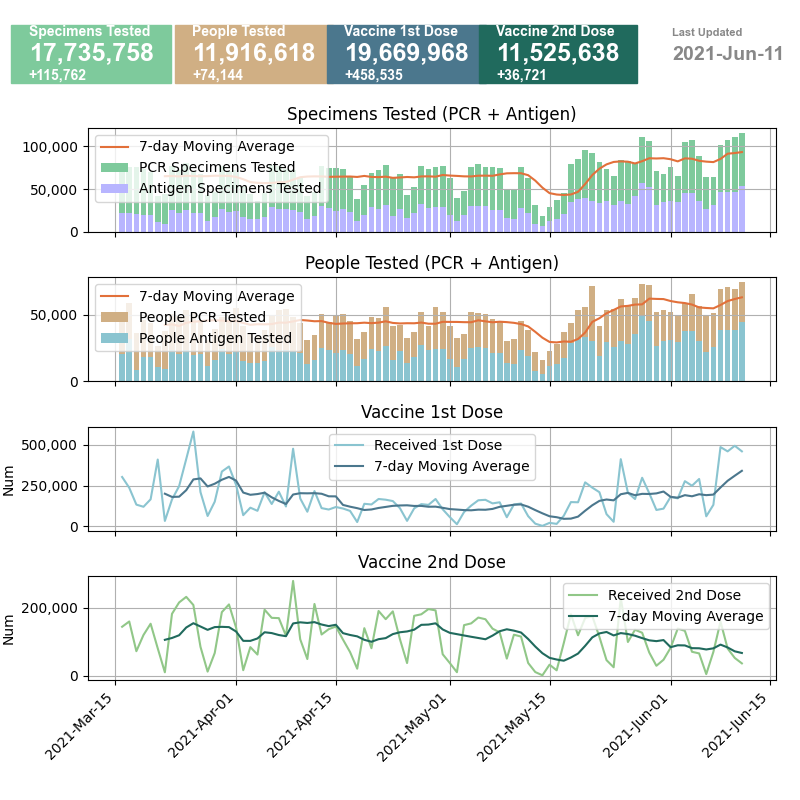 Specimens Tested
17,735,758
+115,762
People Tested
11,916,618
+74,144
Vaccine 1st Dose
19,669,968
+458,535
Vaccine 2nd Dose
11,525,638
+36,721
Last Updated
2021-Jun-11
Specimens Tested (PCR + Antigen)
7-day Moving Average
PCR Specimens Tested
Antigen Specimens Tested
100,000
50,000
0
People Tested (PCR + Antigen)
7-day Moving Average
People PCR Tested
People Antigen Tested
50,000
0
Vaccine 1st Dose
Received 1st Dose
7-day Moving Average
Num
500,000
250,000
0
Vaccine 2nd Dose
Received 2nd Dose
7-day Moving Average
Num
200,000
0
2021-Mar-15
2021-Apr-01
2021-Apr-15
2021-May-01
2021-May-15
2021-Jun-01
2021-Jun-15